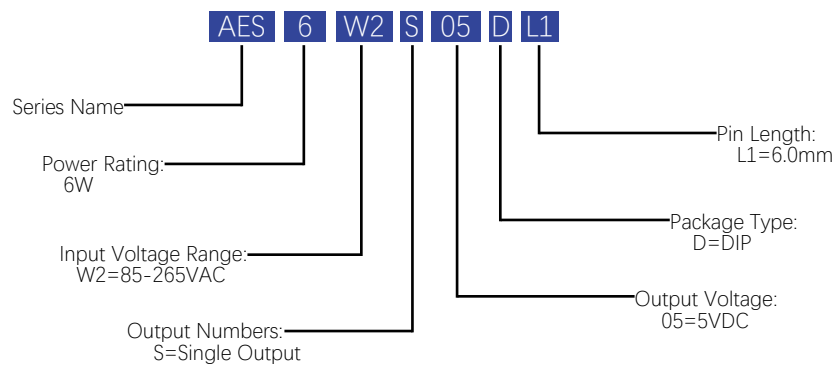 AES 6 W2 S 05 D L1
Series Name
Power Rating:
6W
Input Voltage Range:
W2=85-265VAC
Output Numbers:
S=Single Output
Pin Length:
L1=6.0mm
Package Type:
D=DIP
Output Voltage:
05=5VDC